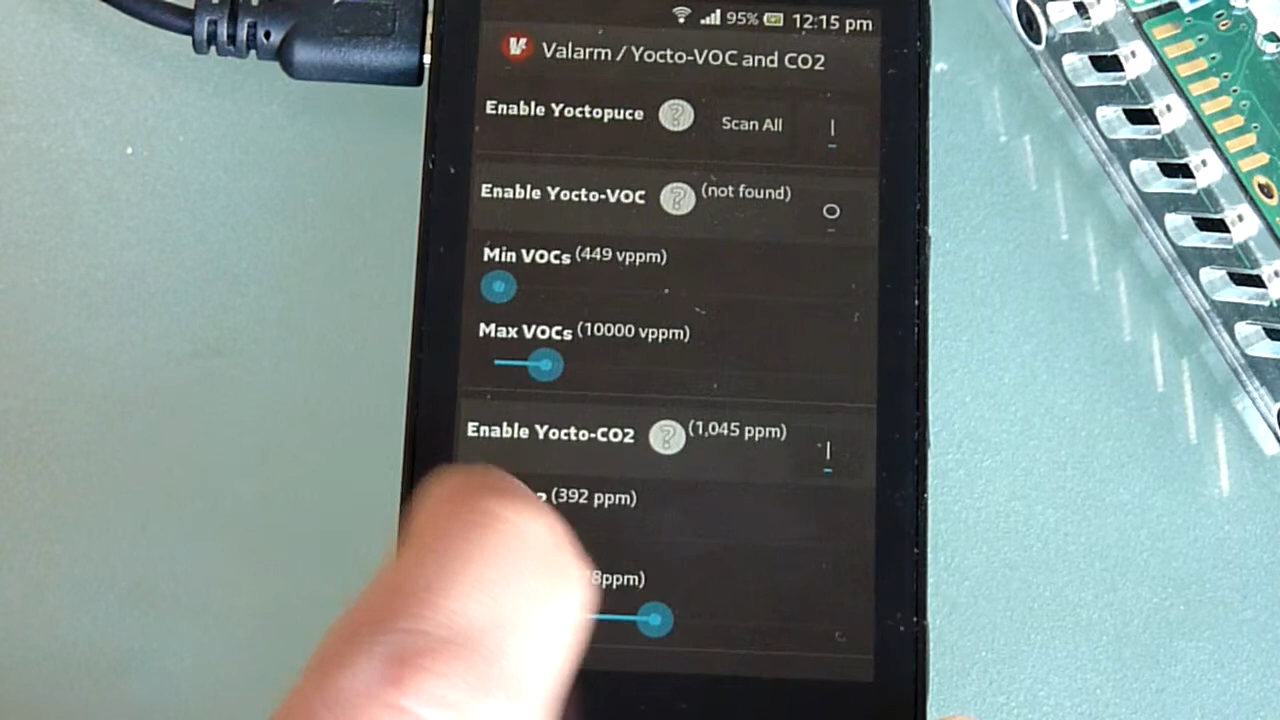 95% 12:15 pm
Valarm / Yocto-VOC and CO2
Enable Yoctopuce ? Scan All
Enable Yocto-VOC ? (not found)
Min VOCs (449 vppm)
Max VOCs (10000 vppm)
Enable Yocto-CO2 ? (1,045 ppm)
(392 ppm)
8ppm)